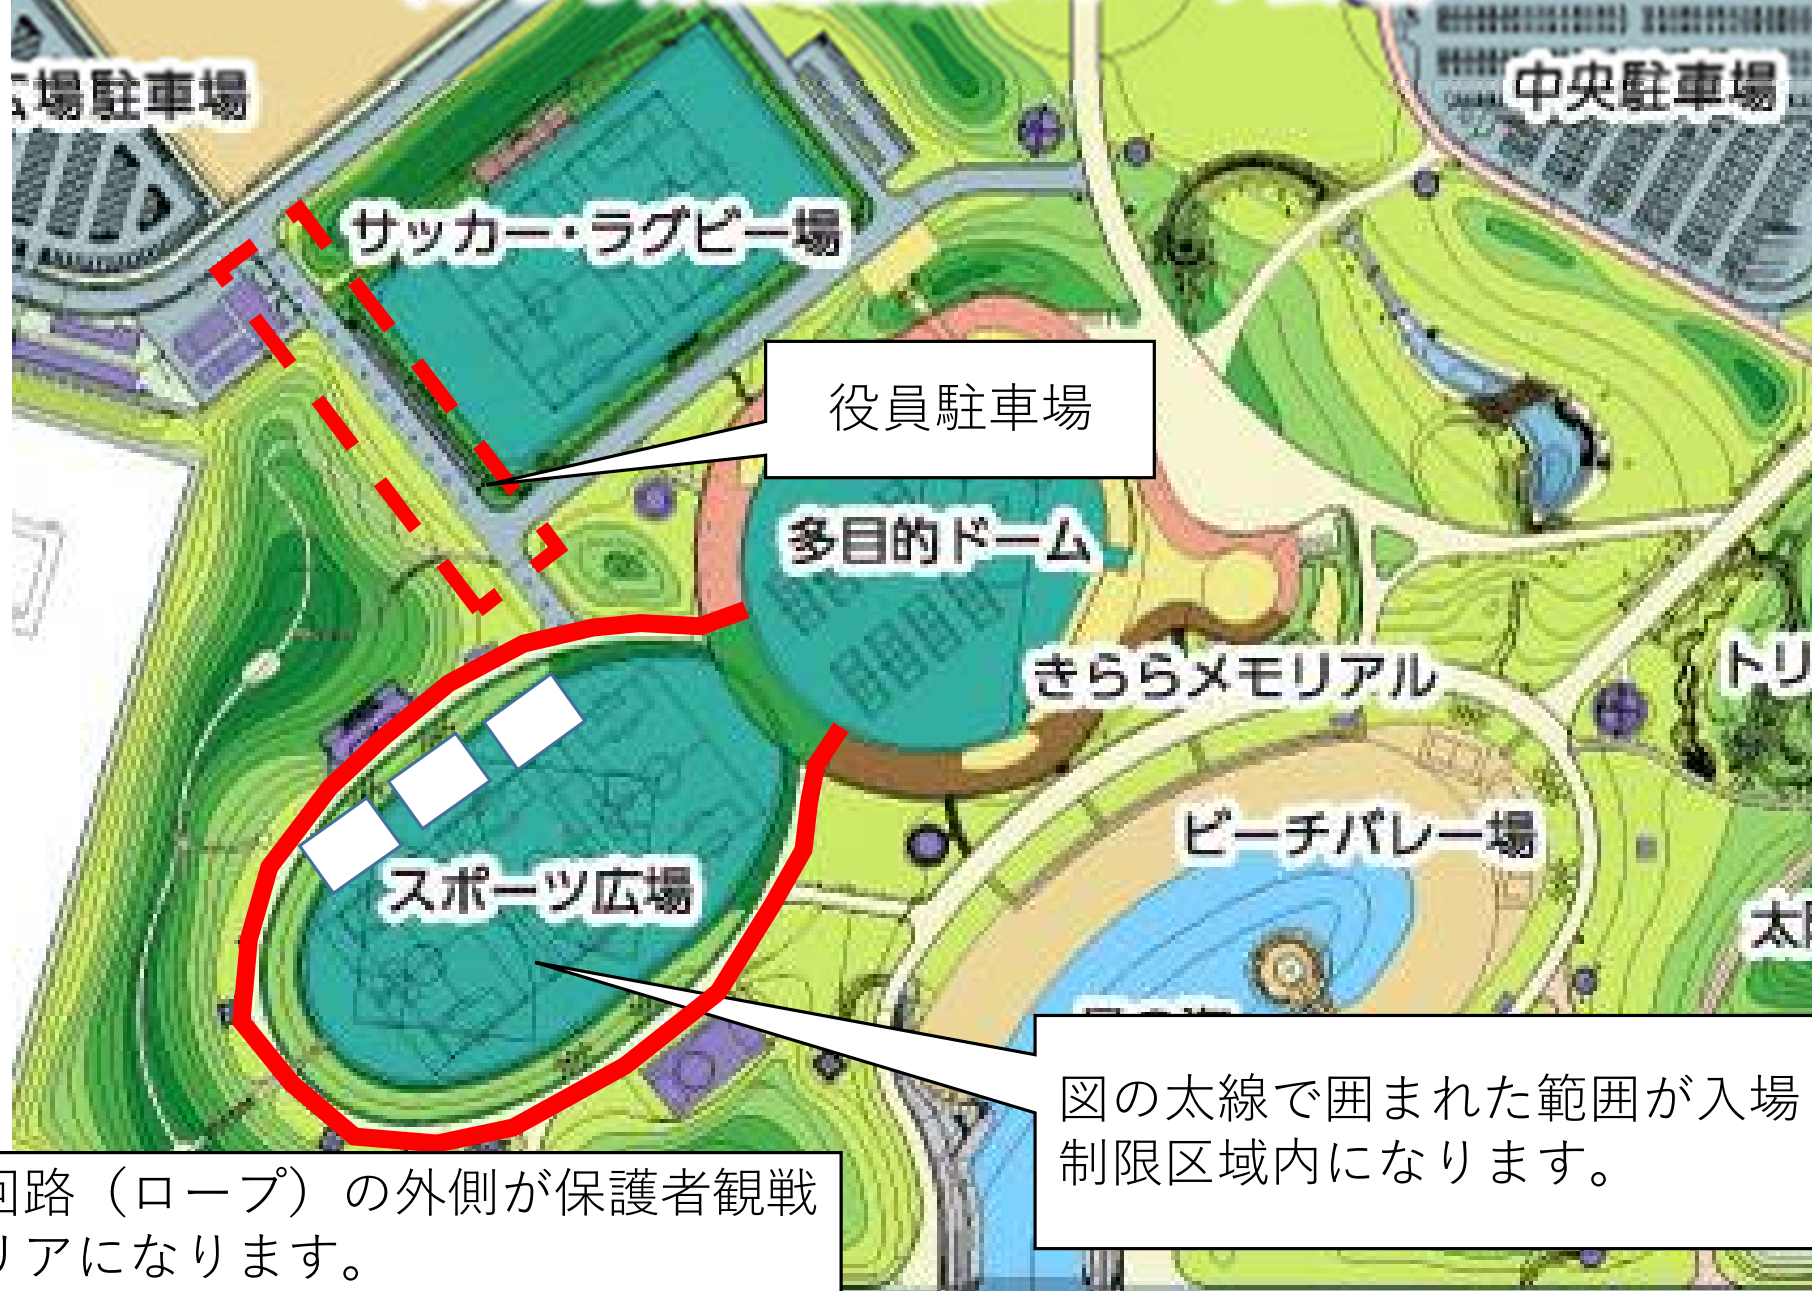 場駐車場
中央駐車場
サッカー・ラグビー場
役員駐車場
多目的ドーム
きららメモリアル
トリ
ビーチバレー場
スポーツ広場
図の太線で囲まれた範囲が入場
制限区域内になります。
回路（ロープ）の外側が保護者観戦
リアになります。